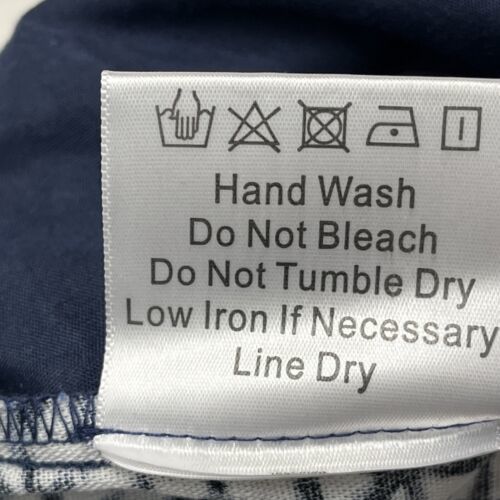 Hand Wash
Do Not Bleach
Do Not Tumble Dry
Low Iron If Necessary
Line Dry